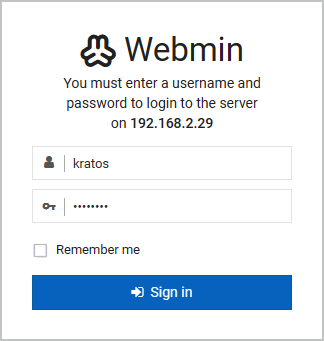 Webmin
You must enter a username and
password to login to the server
on 192.168.2.29
kratos
••••••••
Remember me
Sign in